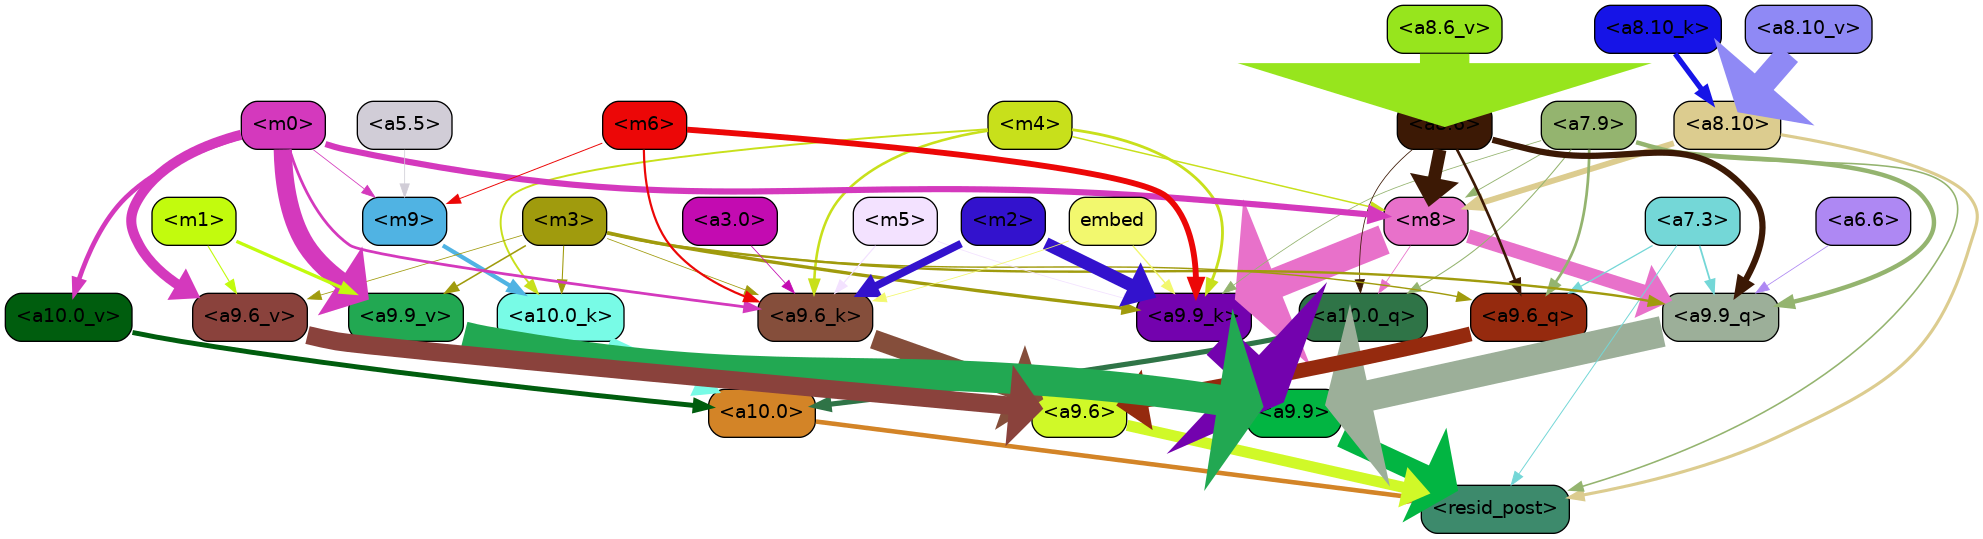 <a8.6_v> <a8.10_k> <a8.10_v>
<m0> <a5.5> <m6> <m4> <a8.6> <a7.9> <a8.10>
<m1> <m9> <m3> <a3.0> <m5> <m2> embed <m8> <a7.3> <a6.6>
<a10.0_v> <a9.6_v> <a9.9_v> <a10.0_k> <a9.6_k> <a9.9_k> <a10.0_q> <a9.6_q> <a9.9_q>
<a10.0> <a9.6> <a9.9>
<resid_post>